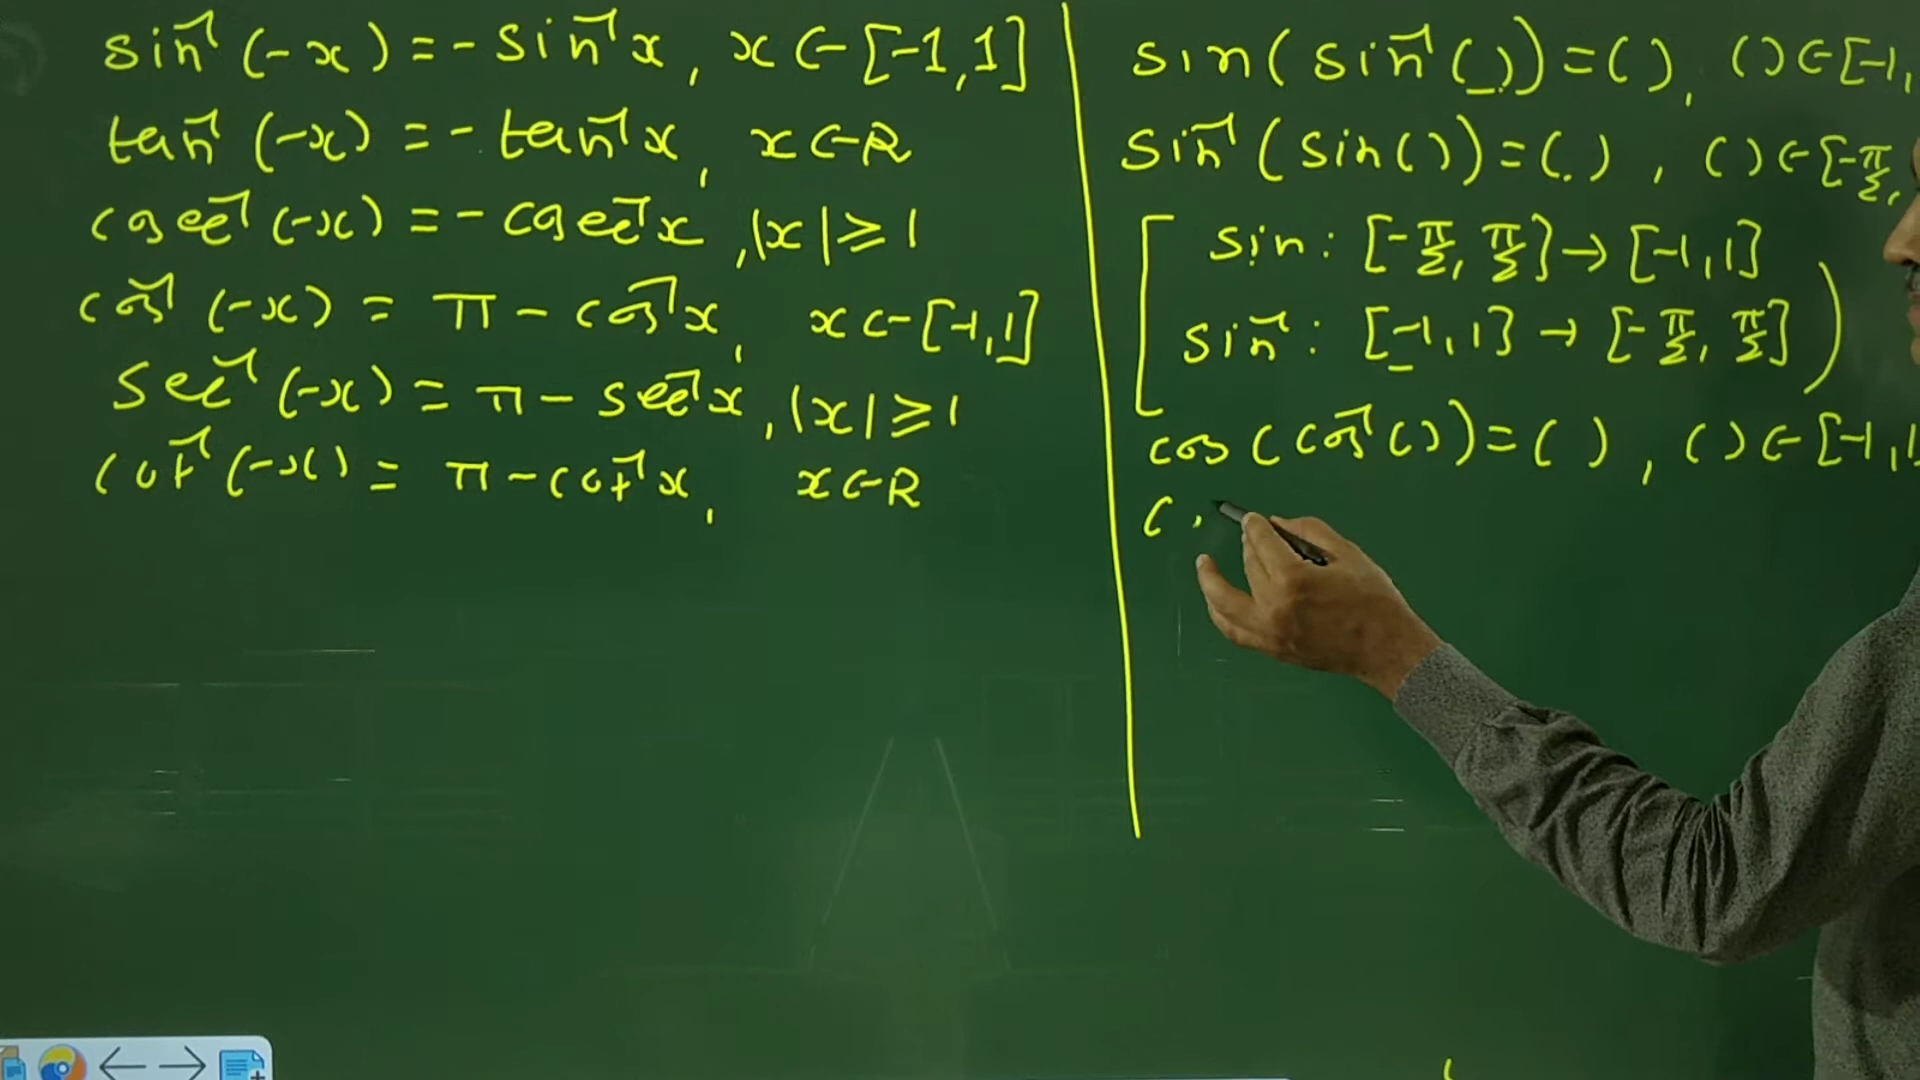 sin⁻¹(-x) = - sin⁻¹x, x ∈ [-1,1]
tan⁻¹(-x) = - tan⁻¹x, x ∈ R
cosec⁻¹(-x) = - cosec⁻¹x, |x| ≥ 1
cos⁻¹(-x) = π - cos⁻¹x, x ∈ [-1,1]
sec⁻¹(-x) = π - sec⁻¹x, |x| ≥ 1
cot⁻¹(-x) = π - cot⁻¹x, x ∈ R
sin(sin⁻¹()) = (), () ∈ [-1,
sin⁻¹(sin()) = (), () ∈ [-π/2,
[ sin : [-π/2, π/2] → [-1,1]
sin⁻¹ : [-1,1] → [-π/2, π/2] )
cos(cos⁻¹()) = (), () ∈ [-1,1
c